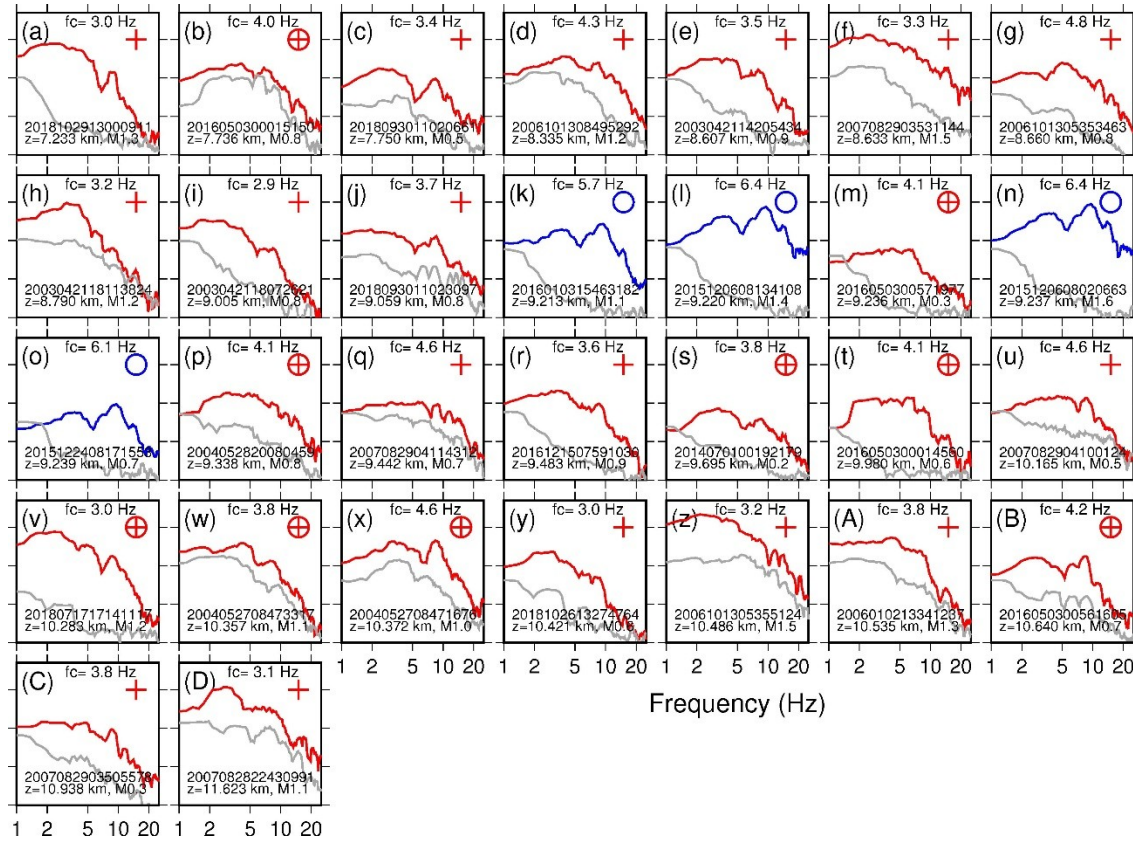 (a) fc= 3.0 Hz
20181029130009​11
z=7.233 km, M1.3
(b) fc= 4.0 Hz
2016050300015150
z=7.736 km, M0.8
(c) fc= 3.4 Hz
2018093011020661
z=7.750 km, M0.5
(d) fc= 4.3 Hz
2006101308495292
z=8.335 km, M1.2
(e) fc= 3.5 Hz
2003042114205434
z=8.607 km, M0.9
(f) fc= 3.3 Hz
2007082903531144
z=8.633 km, M1.5
(g) fc= 4.8 Hz
2006101305353463
z=8.660 km, M0.8
(h) fc= 3.2 Hz
2003042118113824
z=8.790 km, M1.2
(i) fc= 2.9 Hz
2003042118072621
z=9.005 km, M0.8
(j) fc= 3.7 Hz
2018093011023097
z=9.059 km, M0.8
(k) fc= 5.7 Hz
2016010315463182
z=9.213 km, M1.1
(l) fc= 6.4 Hz
2015120608134108
z=9.220 km, M1.4
(m) fc= 4.1 Hz
z=9.236 km, M0.3
(n) fc= 6.4 Hz
2015120608020663
z=9.237 km, M1.6
(o) fc= 6.1 Hz
z=9.239 km, M0.7
(p) fc= 4.1 Hz
2004052820080459
z=9.338 km, M0.8
(q) fc= 4.6 Hz
2007082904114312
z=9.442 km, M0.7
(r) fc= 3.6 Hz
2016121507591039
z=9.483 km, M0.9
(s) fc= 3.8 Hz
2014070100192179
z=9.695 km, M0.2
(t) fc= 4.1 Hz
z=9.980 km, M0.6
(u) fc= 4.6 Hz
2007082904100124
z=10.165 km, M0.5
(v) fc= 3.0 Hz
2018071717141117
z=10.283 km, M1.2
(w) fc= 3.8 Hz
2004052708473317
z=10.357 km, M1.1
(x) fc= 4.6 Hz
2004052708471676
z=10.372 km, M1.0
(y) fc= 3.0 Hz
2018102613274764
z=10.421 km, M0.6
(z) fc= 3.2 Hz
2006101305355124
z=10.486 km, M1.5
(A) fc= 3.8 Hz
2006010213341237
z=10.535 km, M1.3
(B) fc= 4.2 Hz
2016050300561605
z=10.640 km, M0.7
1 2 5 10 20 1 2 5 10 20 1 2 5 10 20 1 2 5 10 20 1 2 5 10 20
Frequency (Hz)
(C) fc= 3.8 Hz
2007082903505578
z=10.938 km, M0.3
(D) fc= 3.1 Hz
2007082822430991
z=11.623 km, M1.1
1 2 5 10 20 1 2 5 10 20